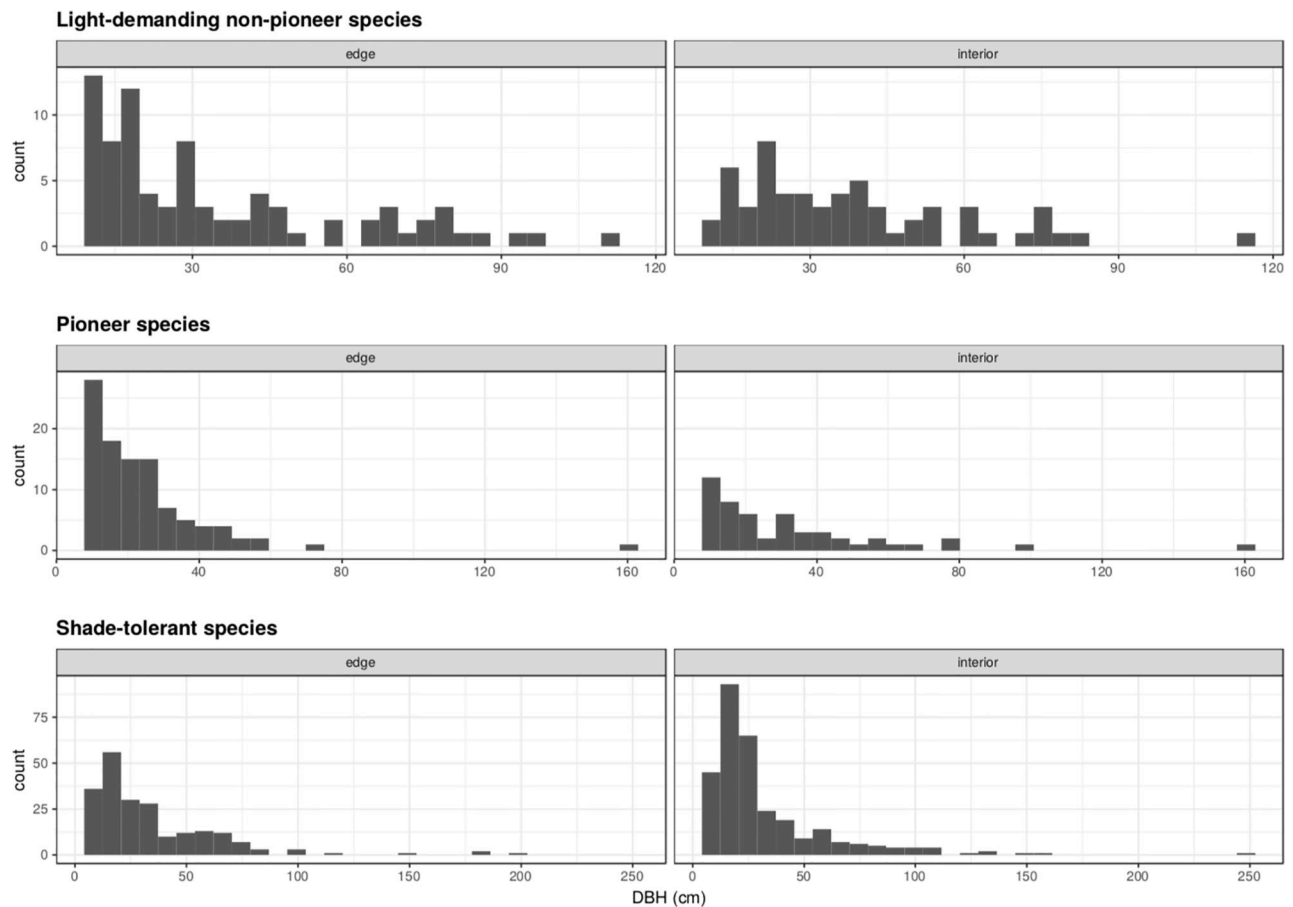 Light-demanding non-pioneer species
edge interior
10
count
5
0
30 60 90 120 30 60 90 120
Pioneer species
edge interior
20
count
10
0
0 40 80 120 160 0 40 80 120 160
Shade-tolerant species
edge interior
75
50
count
25
0
0 50 100 150 200 250 0 50 100 150 200 250
DBH (cm)